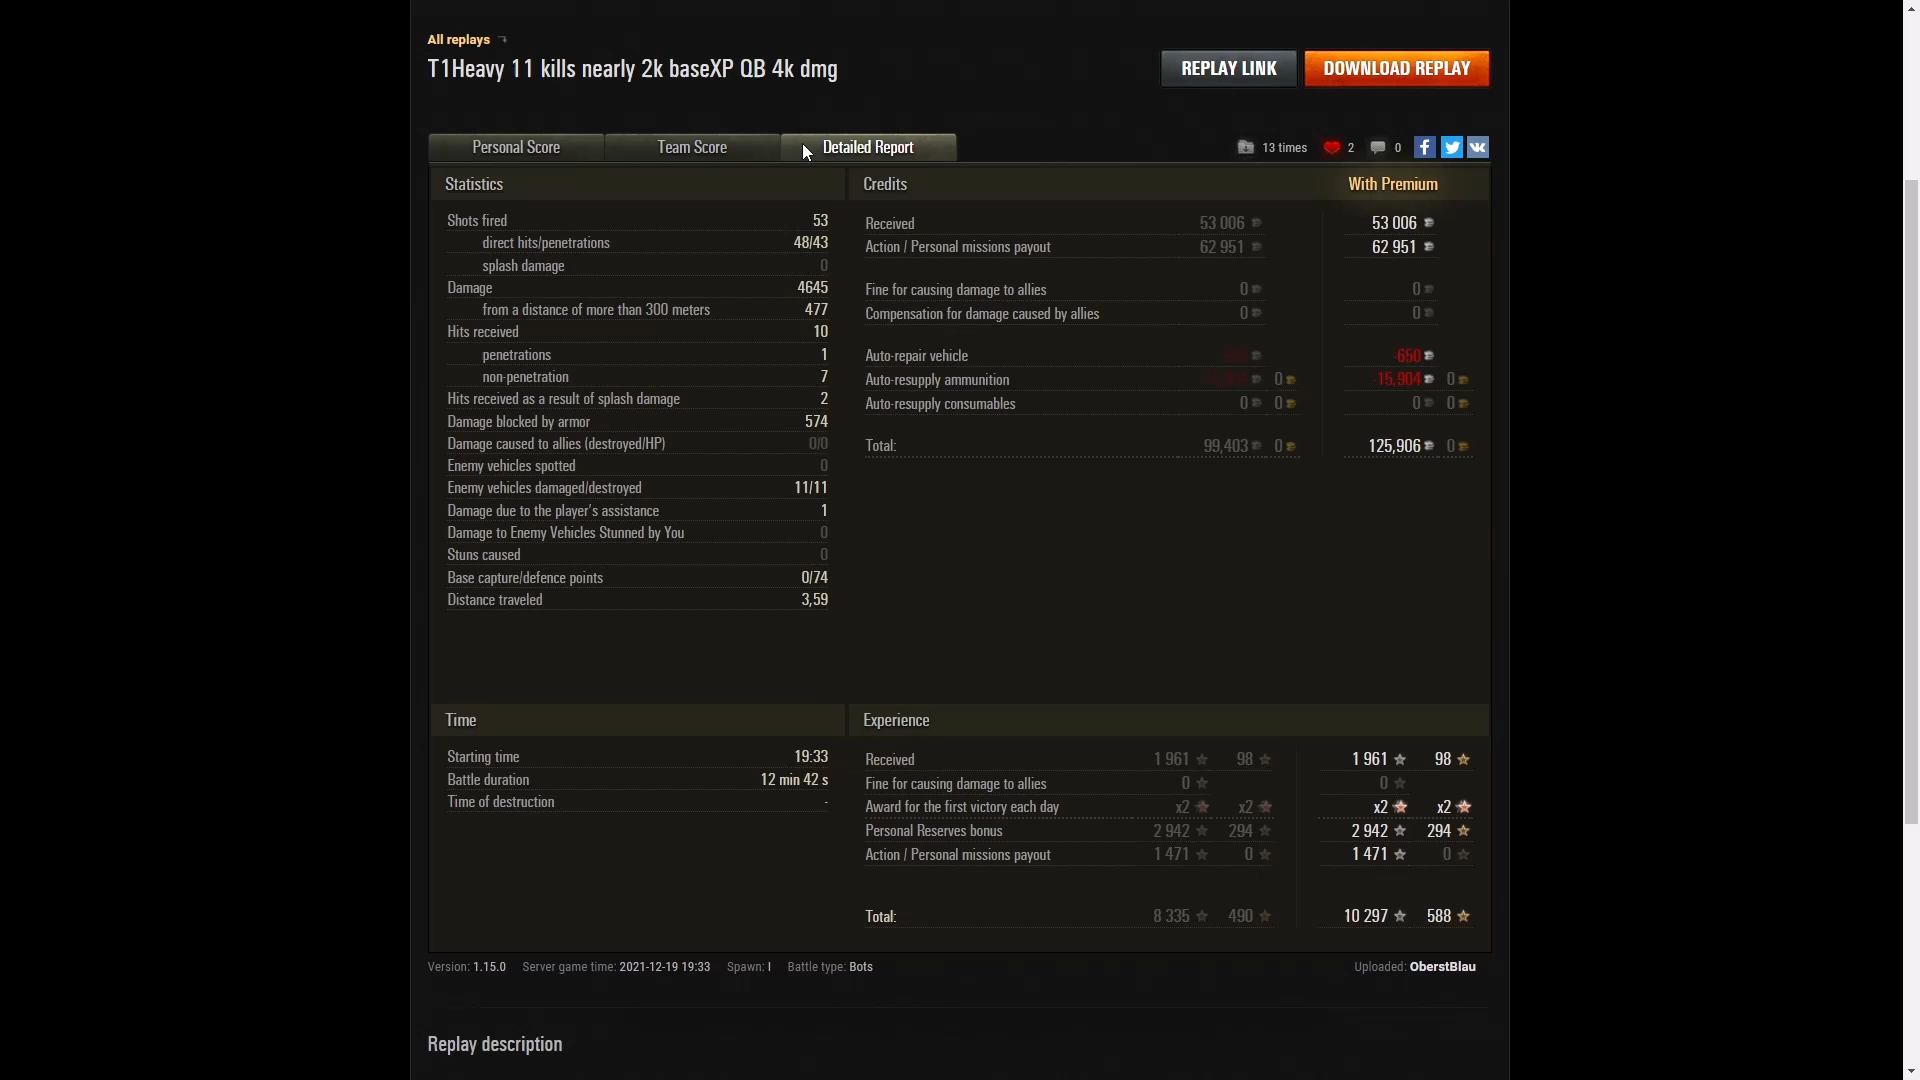 All replays
T1Heavy 11 kills nearly 2k baseXP QB 4k dmg
REPLAY LINK
DOWNLOAD REPLAY
Personal Score
Team Score
Detailed Report
13 times
2
0
Statistics
Shots fired 53
direct hits/penetrations 48/43
splash damage 0
Damage 4645
from a distance of more than 300 meters 477
Hits received 10
penetrations 1
non-penetration 7
Hits received as a result of splash damage 2
Damage blocked by armor 574
Damage caused to allies (destroyed/HP) 0/0
Enemy vehicles spotted 0
Enemy vehicles damaged/destroyed 11/11
Damage due to the player's assistance 1
Damage to Enemy Vehicles Stunned by You 0
Stuns caused 0
Base capture/defence points 0/74
Distance traveled 3,59
Credits With Premium
Received 53 006 53 006
Action / Personal missions payout 62 951 62 951
Fine for causing damage to allies 0 0
Compensation for damage caused by allies 0 0
Auto-repair vehicle -650
Auto-resupply ammunition 0 -15,904 0
Auto-resupply consumables 0 0 0 0
Total: 99,403 0 125,906 0
Time
Starting time 19:33
Battle duration 12 min 42 s
Time of destruction -
Experience
Received 1 961 98 1 961 98
Fine for causing damage to allies 0 0
Award for the first victory each day x2 x2 x2 x2
Personal Reserves bonus 2 942 294 2 942 294
Action / Personal missions payout 1 471 0 1 471 0
Total: 8 335 490 10 297 588
Version: 1.15.0 Server game time: 2021-12-19 19:33 Spawn: I Battle type: Bots
Uploaded: OberstBlau
Replay description